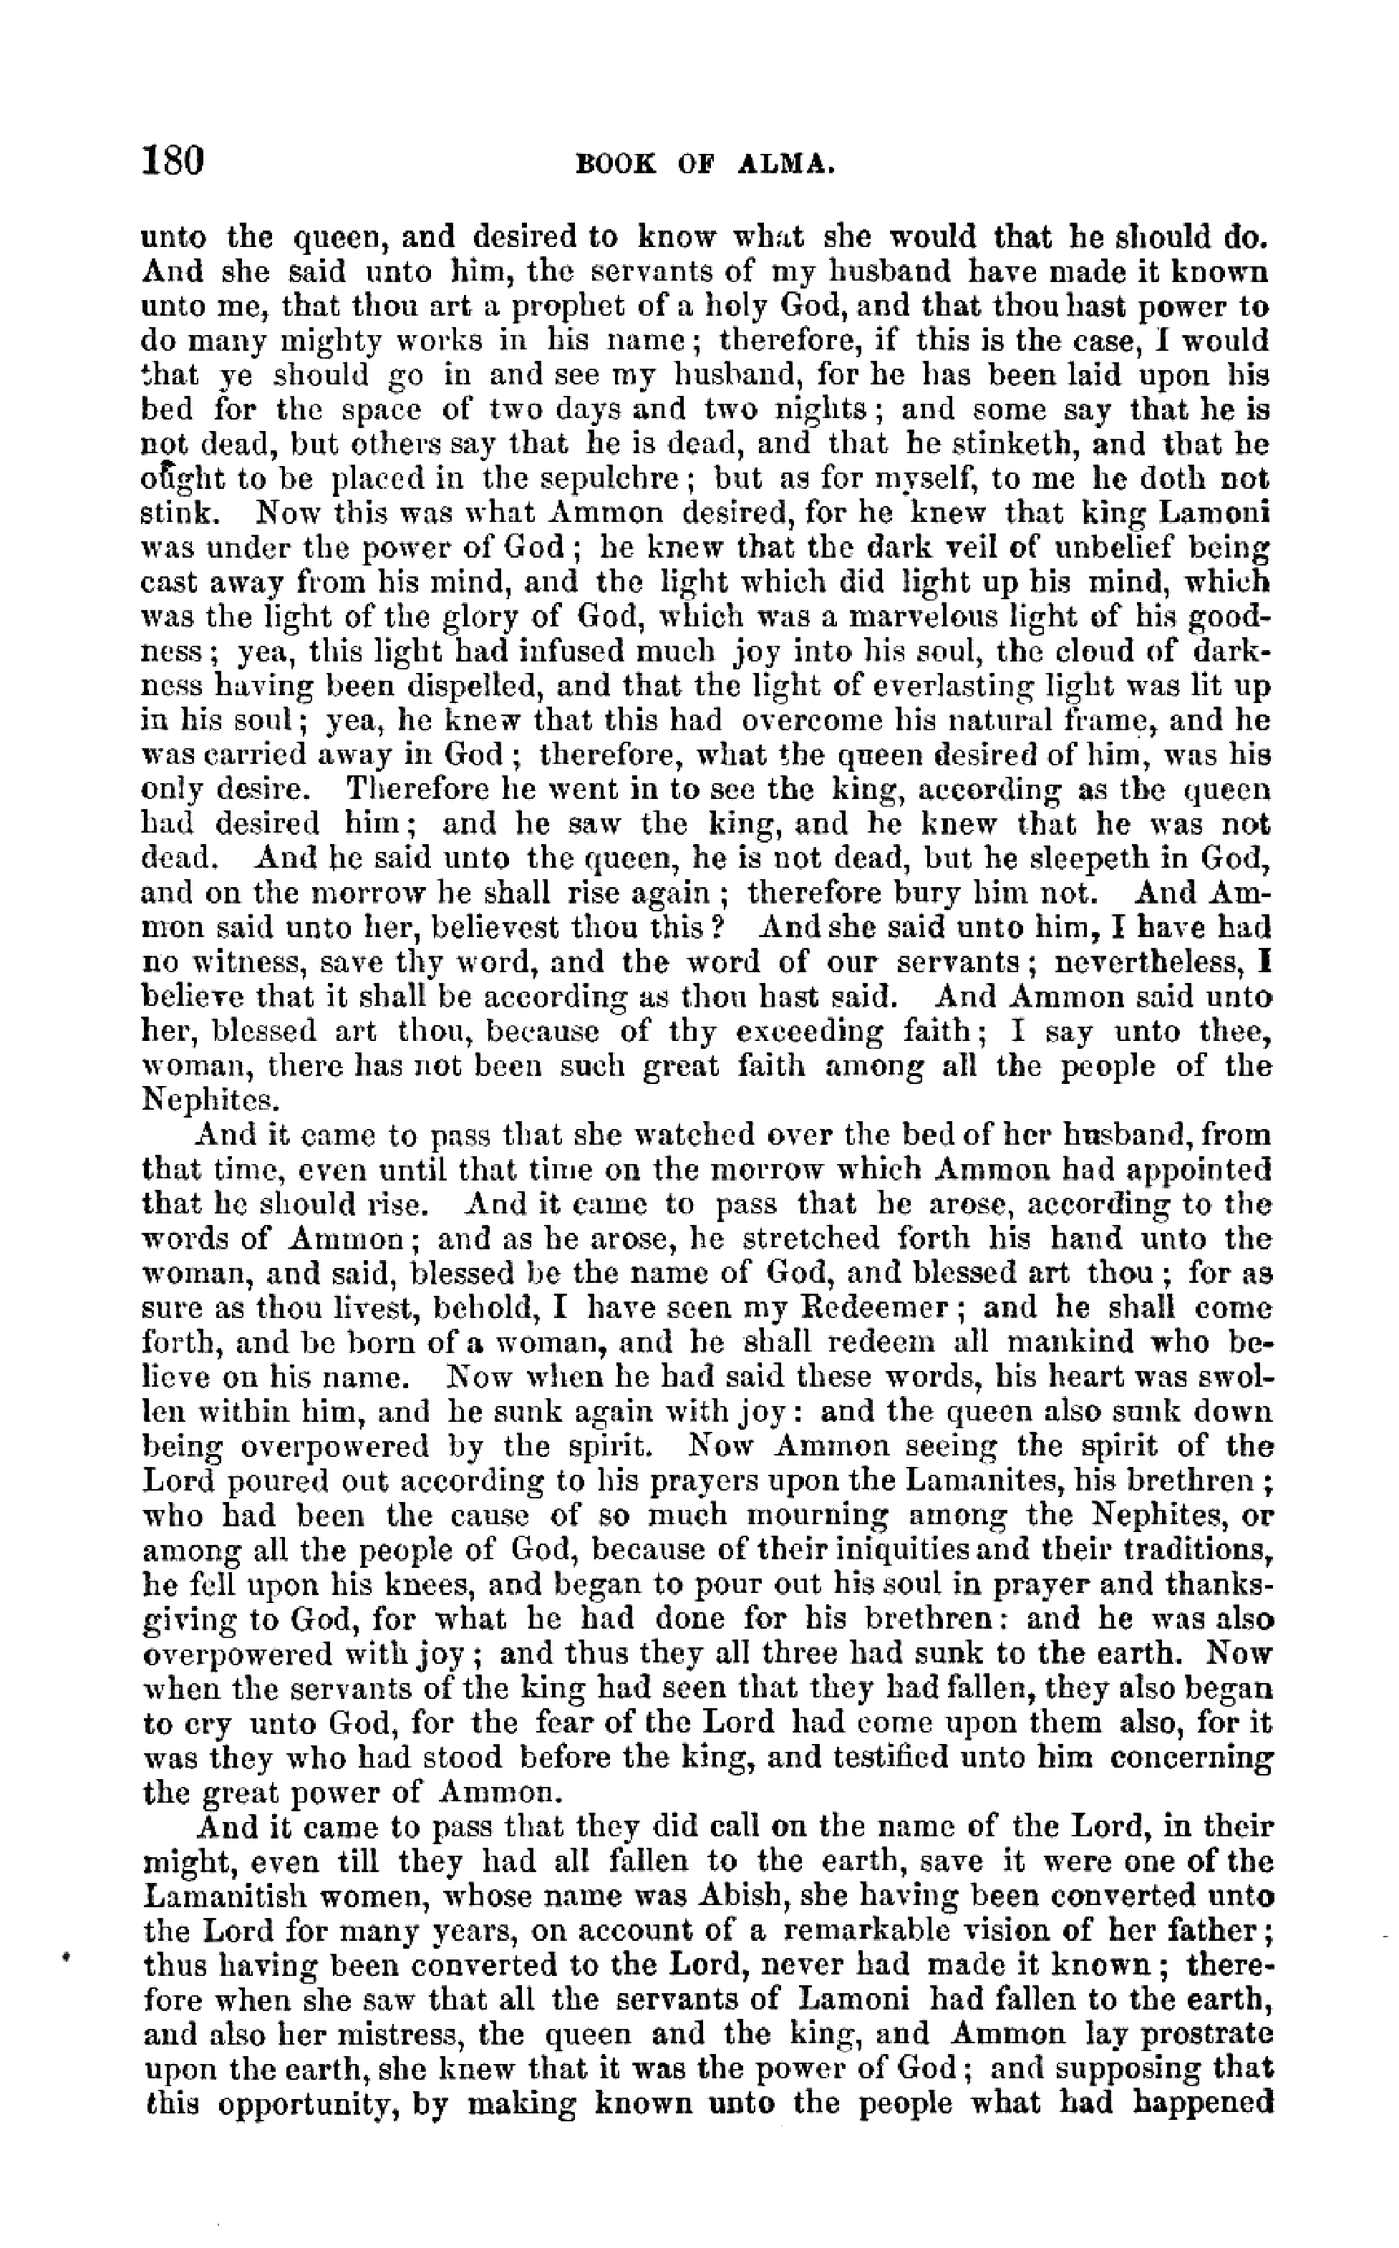 180 BOOK OF ALMA.
unto the queen, and desired to know what she would that he should do.
And she said unto him, the servants of my husband have made it known
unto me, that thou art a prophet of a holy God, and that thou hast power to
do many mighty works in his name; therefore, if this is the case, I would
that ye should go in and see my husband, for he has been laid upon his
bed for the space of two days and two nights; and some say that he is
not dead, but others say that he is dead, and that he stinketh, and that he
ought to be placed in the sepulchre; but as for myself, to me he doth not
stink. Now this was what Ammon desired, for he knew that king Lamoni
was under the power of God; he knew that the dark veil of unbelief being
cast away from his mind, and the light which did light up his mind, which
was the light of the glory of God, which was a marvelous light of his good-
ness; yea, this light had infused much joy into his soul, the cloud of dark-
ness having been dispelled, and that the light of everlasting light was lit up
in his soul; yea, he knew that this had overcome his natural frame, and he
was carried away in God; therefore, what the queen desired of him, was his
only desire. Therefore he went in to see the king, according as the queen
had desired him; and he saw the king, and he knew that he was not
dead. And he said unto the queen, he is not dead, but he sleepeth in God,
and on the morrow he shall rise again; therefore bury him not. And Am-
mon said unto her, believest thou this? And she said unto him, I have had
no witness, save thy word, and the word of our servants; nevertheless, I
believe that it shall be according as thou hast said. And Ammon said unto
her, blessed art thou, because of thy exceeding faith; I say unto thee,
woman, there has not been such great faith among all the people of the
Nephites.
And it came to pass that she watched over the bed of her husband, from
that time, even until that time on the morrow which Ammon had appointed
that he should rise. And it came to pass that he arose, according to the
words of Ammon; and as he arose, he stretched forth his hand unto the
woman, and said, blessed be the name of God, and blessed art thou; for as
sure as thou livest, behold, I have seen my Redeemer; and he shall come
forth, and be born of a woman, and he shall redeem all mankind who be-
lieve on his name. Now when he had said these words, his heart was swol-
len within him, and he sunk again with joy: and the queen also sunk down
being overpowered by the spirit. Now Ammon seeing the spirit of the
Lord poured out according to his prayers upon the Lamanites, his brethren;
who had been the cause of so much mourning among the Nephites, or
among all the people of God, because of their iniquities and their traditions,
he fell upon his knees, and began to pour out his soul in prayer and thanks-
giving to God, for what he had done for his brethren: and he was also
overpowered with joy; and thus they all three had sunk to the earth. Now
when the servants of the king had seen that they had fallen, they also began
to cry unto God, for the fear of the Lord had come upon them also, for it
was they who had stood before the king, and testified unto him concerning
the great power of Ammon.
And it came to pass that they did call on the name of the Lord, in their
might, even till they had all fallen to the earth, save it were one of the
Lamanitish women, whose name was Abish, she having been converted unto
the Lord for many years, on account of a remarkable vision of her father;
thus having been converted to the Lord, never had made it known; there-
fore when she saw that all the servants of Lamoni had fallen to the earth,
and also her mistress, the queen and the king, and Ammon lay prostrate
upon the earth, she knew that it was the power of God; and supposing that
this opportunity, by making known unto the people what had happened